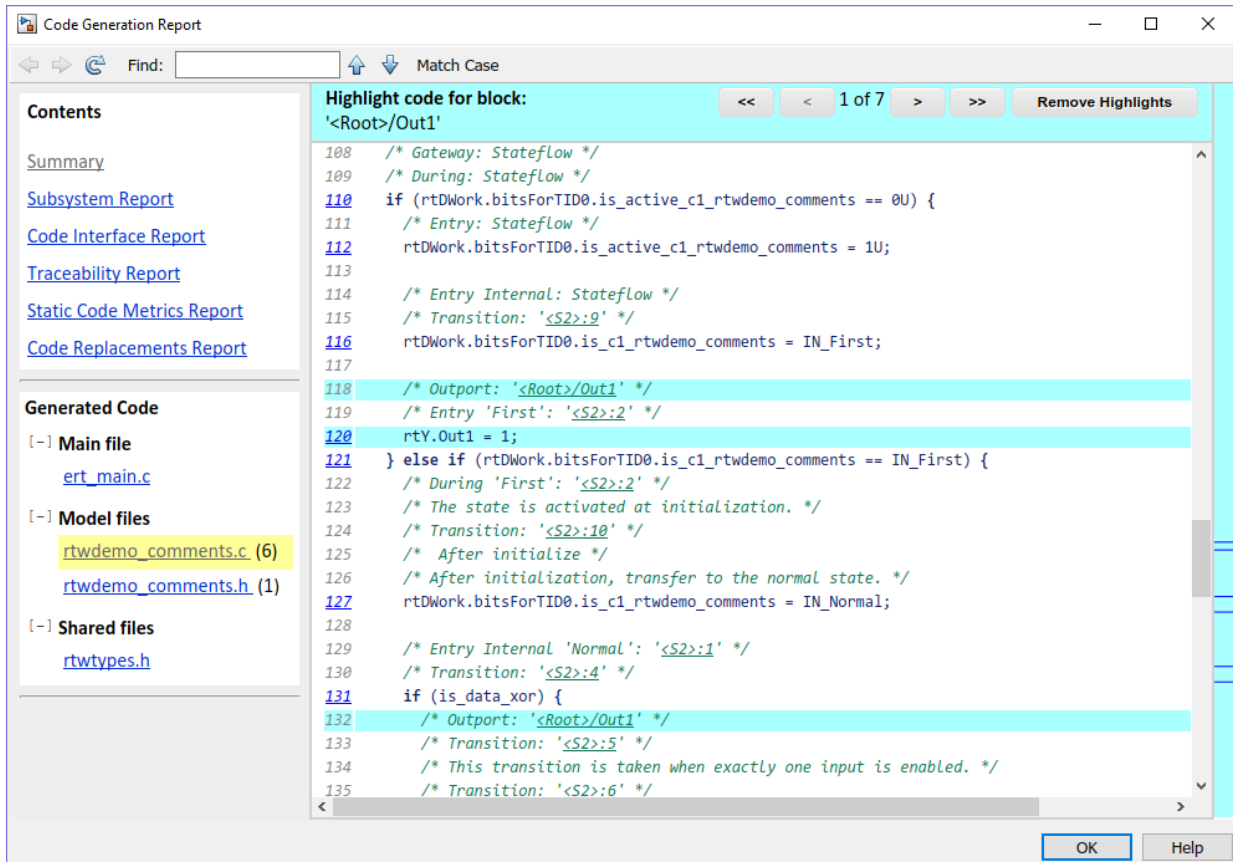 Code Generation Report
Find: Match Case
Contents
Summary
Subsystem Report
Code Interface Report
Traceability Report
Static Code Metrics Report
Code Replacements Report
Generated Code
[-] Main file
ert_main.c
[-] Model files
rtwdemo_comments.c (6)
rtwdemo_comments.h (1)
[-] Shared files
rtwtypes.h
Highlight code for block:
'<Root>/Out1'
<< < 1 of 7 > >> Remove Highlights
108 /* Gateway: Stateflow */
109 /* During: Stateflow */
110 if (rtDWork.bitsForTID0.is_active_c1_rtwdemo_comments == 0U) {
111 /* Entry: Stateflow */
112 rtDWork.bitsForTID0.is_active_c1_rtwdemo_comments = 1U;
113
114 /* Entry Internal: Stateflow */
115 /* Transition: '<S2>:9' */
116 rtDWork.bitsForTID0.is_c1_rtwdemo_comments = IN_First;
117
118 /* Outport: '<Root>/Out1' */
119 /* Entry 'First': '<S2>:2' */
120 rtY.Out1 = 1;
121 } else if (rtDWork.bitsForTID0.is_c1_rtwdemo_comments == IN_First) {
122 /* During 'First': '<S2>:2' */
123 /* The state is activated at initialization. */
124 /* Transition: '<S2>:10' */
125 /*  After initialize */
126 /* After initialization, transfer to the normal state. */
127 rtDWork.bitsForTID0.is_c1_rtwdemo_comments = IN_Normal;
128
129 /* Entry Internal 'Normal': '<S2>:1' */
130 /* Transition: '<S2>:4' */
131 if (is_data_xor) {
132 /* Outport: '<Root>/Out1' */
133 /* Transition: '<S2>:5' */
134 /* This transition is taken when exactly one input is enabled. */
135 /* Transition: '<S2>:6' */
OK Help